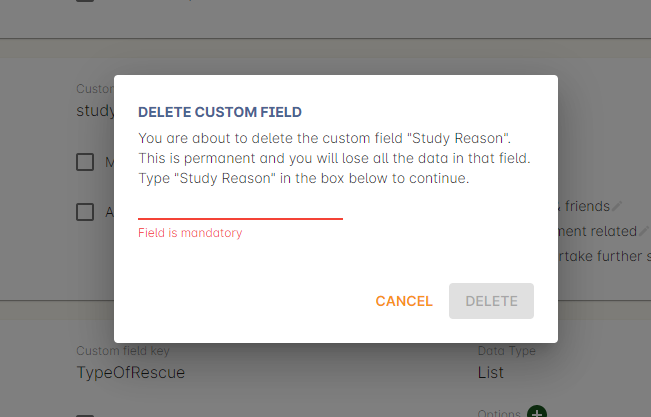 Custom
study
DELETE CUSTOM FIELD
You are about to delete the custom field "Study Reason".
This is permanent and you will lose all the data in that field.
Type "Study Reason" in the box below to continue.
Field is mandatory
& friends
ment related
rtake further s
CANCEL
DELETE
Custom field key
Data Type
TypeOfRescue
List
Options